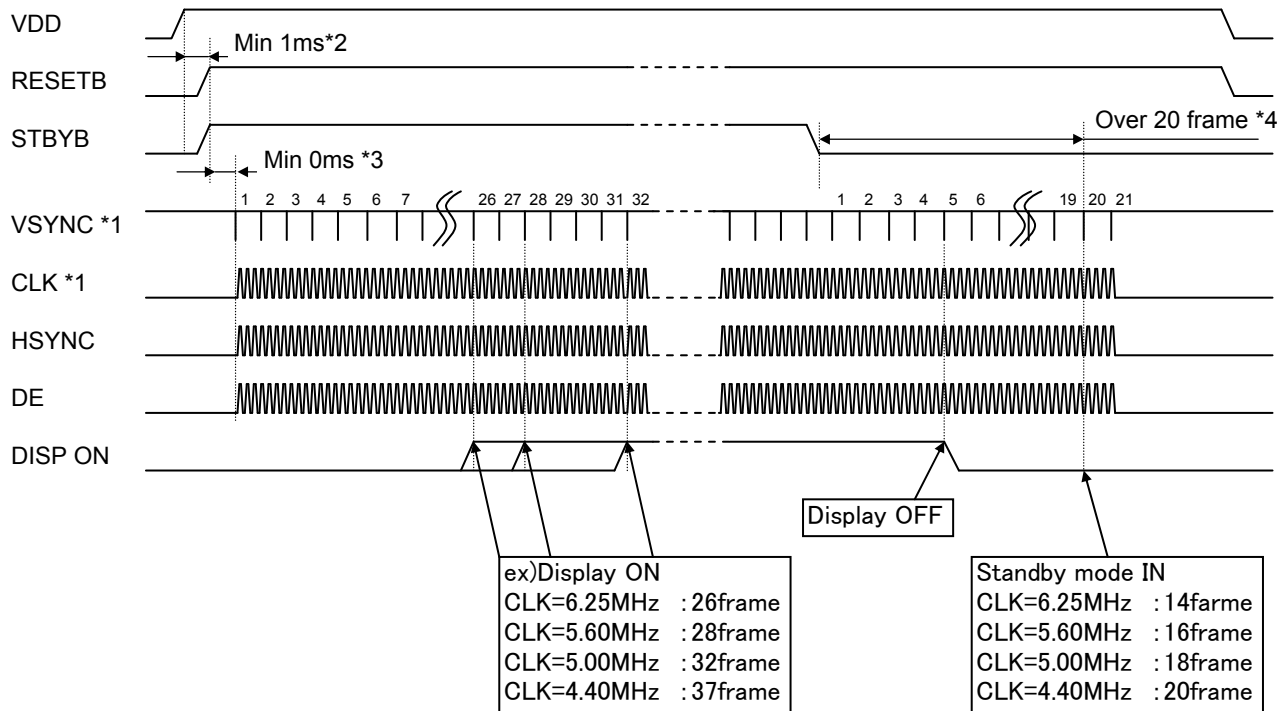 VDD
Min 1ms*2
RESETB
STBYB
Over 20 frame *4
Min 0ms *3
1 2 3 4 5 6 7 26 27 28 29 30 31 32 1 2 3 4 5 6 19 20 21
VSYNC *1
CLK *1
HSYNC
DE
DISP ON
Display OFF
ex)Display ON
CLK=6.25MHz :26frame
CLK=5.60MHz :28frame
CLK=5.00MHz :32frame
CLK=4.40MHz :37frame
Standby mode IN
CLK=6.25MHz :14farme
CLK=5.60MHz :16frame
CLK=5.00MHz :18frame
CLK=4.40MHz :20frame